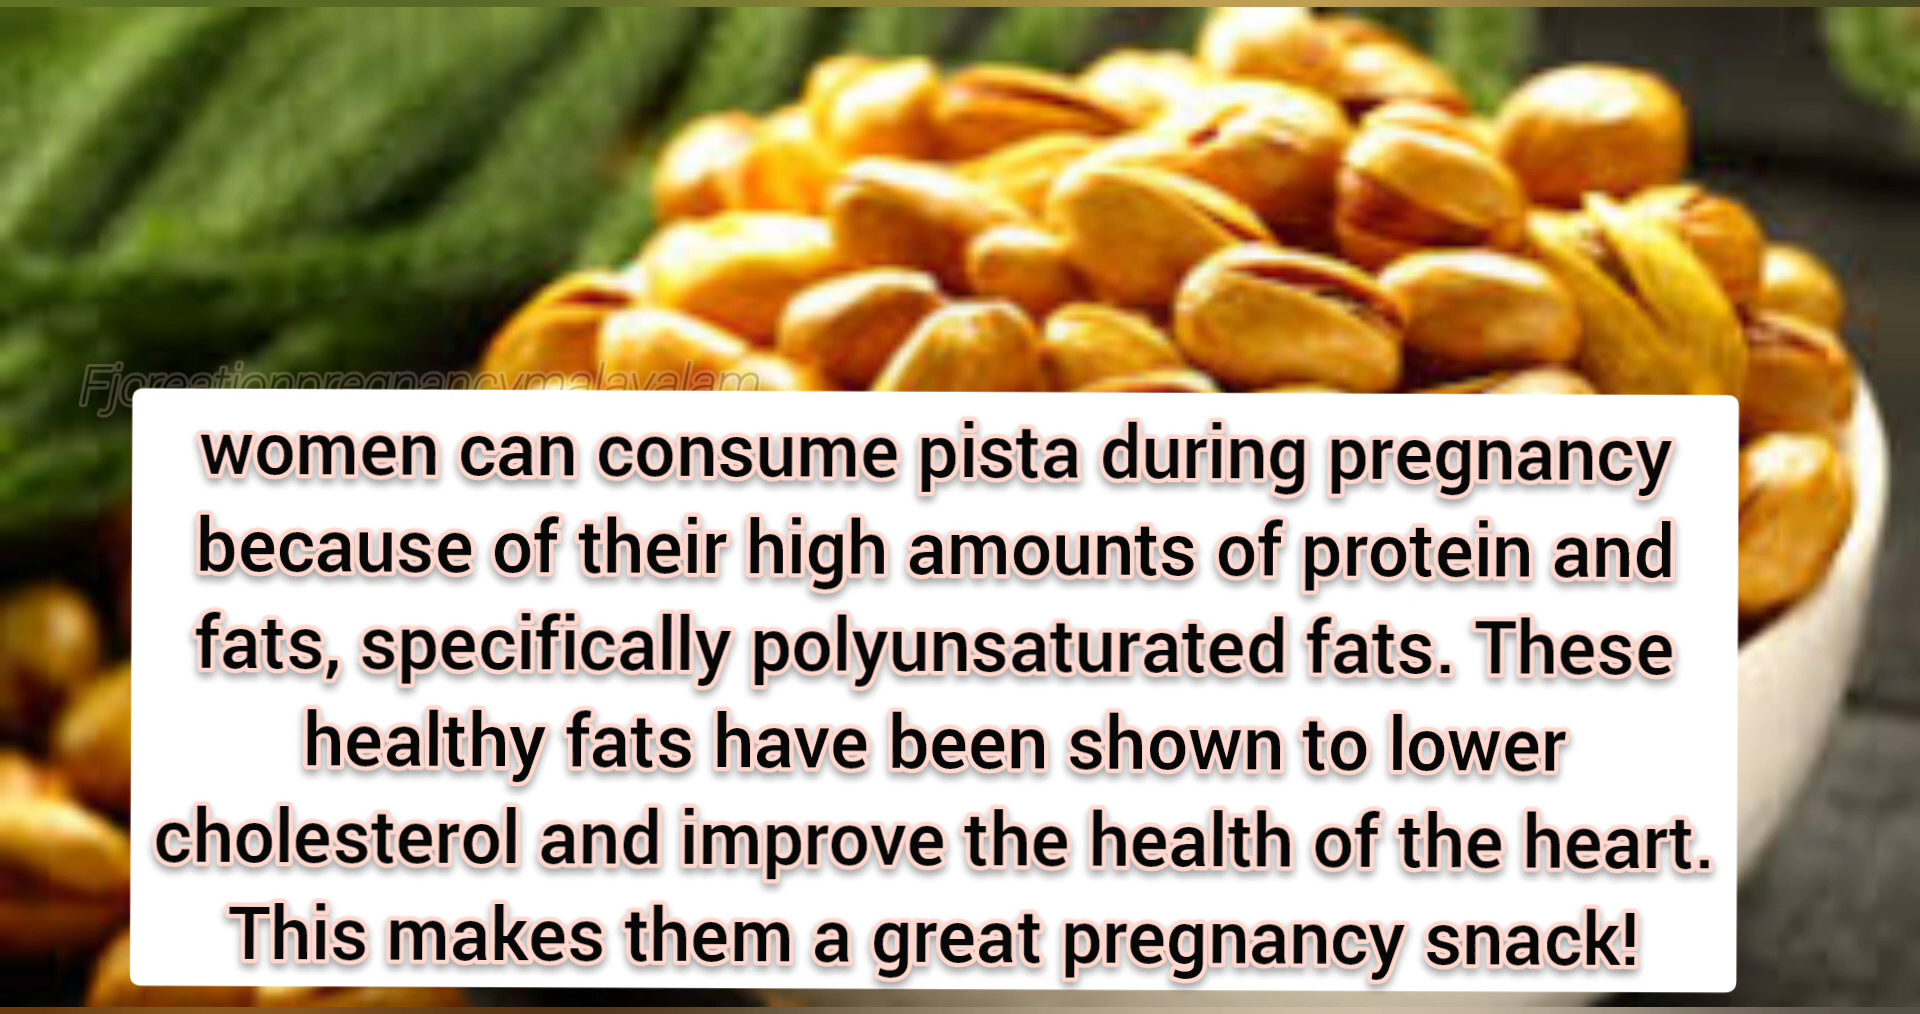 Fjcreationpregnancymalayalam
women can consume pista during pregnancy
because of their high amounts of protein and
fats, specifically polyunsaturated fats. These
healthy fats have been shown to lower
cholesterol and improve the health of the heart.
This makes them a great pregnancy snack!